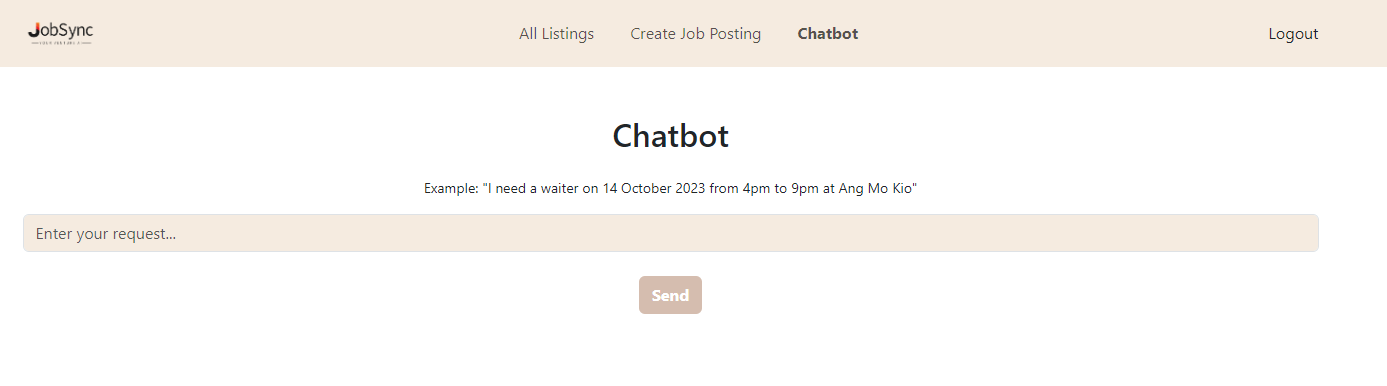 JobSync
All Listings
Create Job Posting
Chatbot
Logout
Chatbot
Example: "I need a waiter on 14 October 2023 from 4pm to 9pm at Ang Mo Kio"
Enter your request...
Send